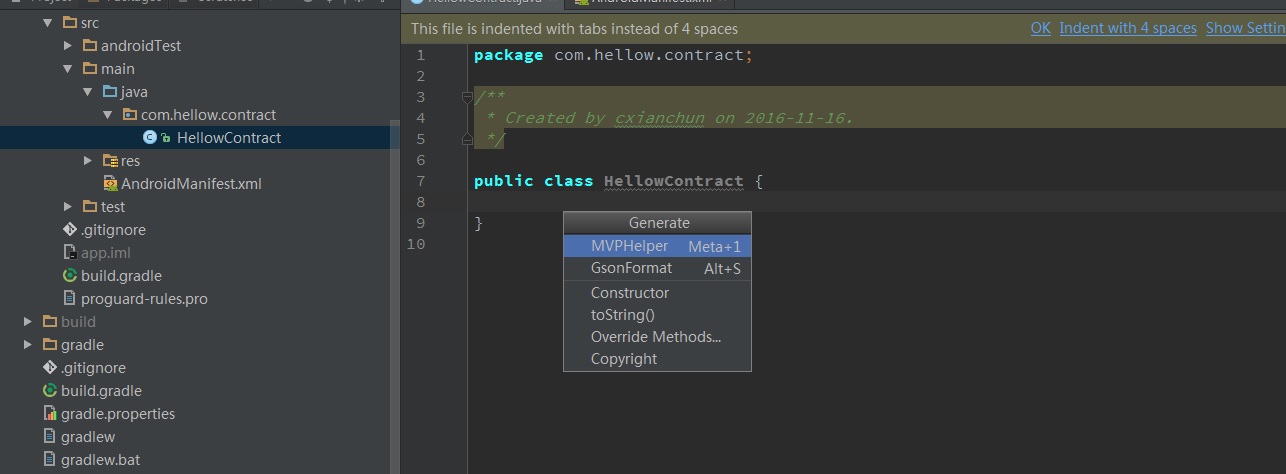 src
androidTest
main
java
com.hellow.contract
HellowContract
res
AndroidManifest.xml
test
.gitignore
app.iml
build.gradle
proguard-rules.pro
build
gradle
.gitignore
build.gradle
gradle.properties
gradlew
gradlew.bat
This file is indented with tabs instead of 4 spaces OK Indent with 4 spaces Show Settin
1 package com.hellow.contract;
2
3 /**
4 * Created by cxianchun on 2016-11-16.
5 */
6
7 public class HellowContract {
8
9 }
10
Generate
MVPHelper Meta+1
GsonFormat Alt+S
Constructor
toString()
Override Methods...
Copyright